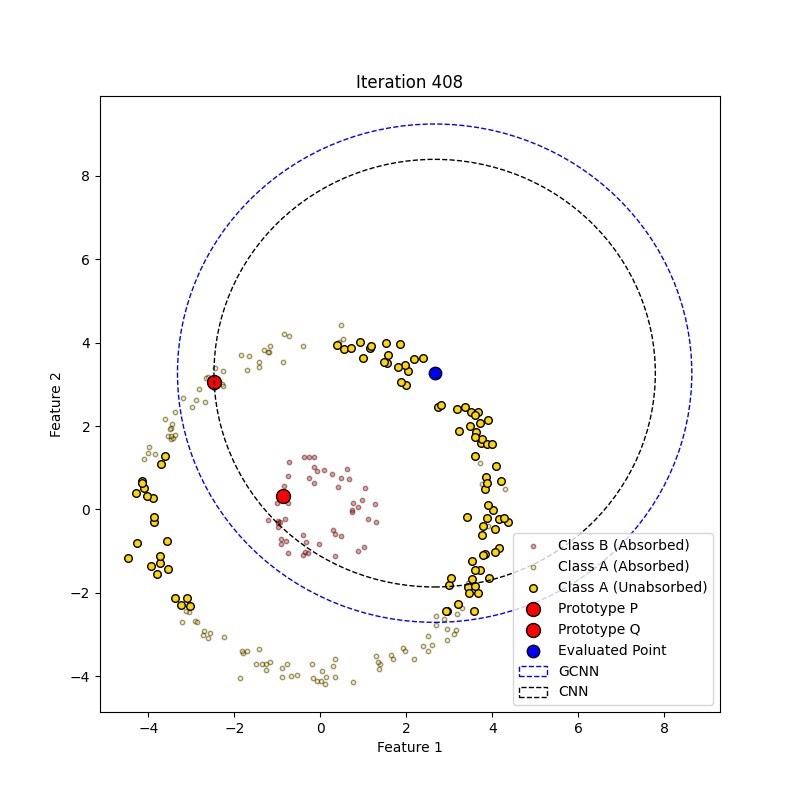 Iteration 408
Feature 2
8
6
4
2
0
−2
−4
−4
−2
0
2
4
6
8
Feature 1
Class B (Absorbed)
Class A (Absorbed)
Class A (Unabsorbed)
Prototype P
Prototype Q
Evaluated Point
GCNN
CNN